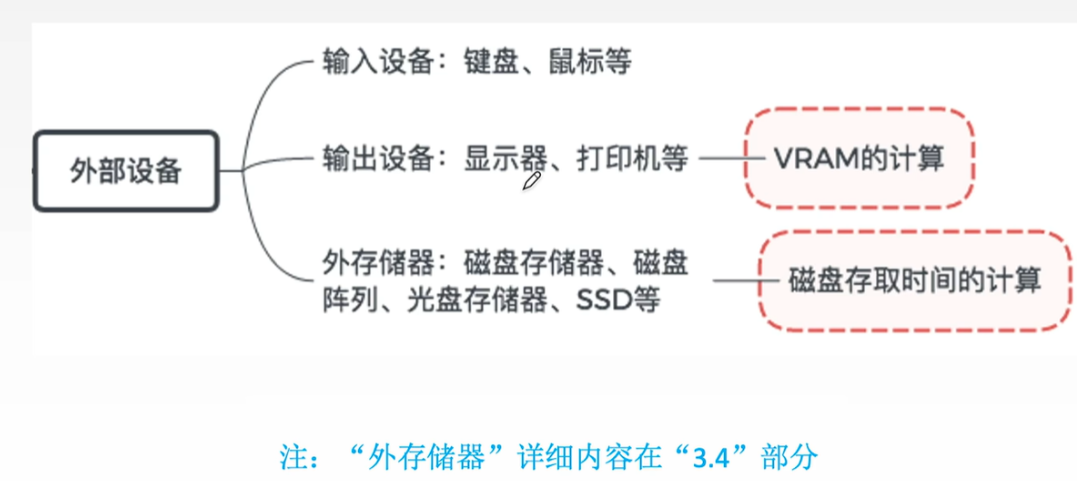 输入设备：键盘、鼠标等
外部设备
输出设备：显示器、打印机等
VRAM的计算
外存储器：磁盘存储器、磁盘
阵列、光盘存储器、SSD等
磁盘存取时间的计算
注：“外存储器”详细内容在“3.4”部分